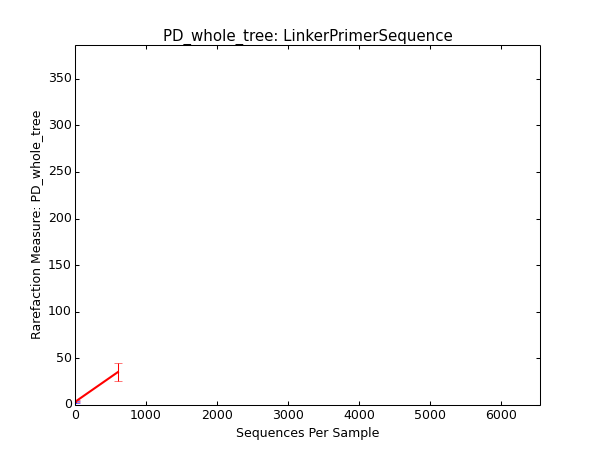 PD_whole_tree: LinkerPrimerSequence
350
300
250
200
150
100
50
0
Rarefaction Measure: PD_whole_tree
0 1000 2000 3000 4000 5000 6000
Sequences Per Sample